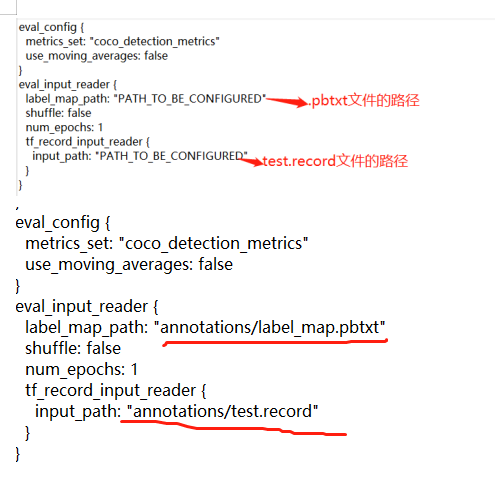 eval_config {
metrics_set: "coco_detection_metrics"
use_moving_averages: false
}
eval_input_reader {
label_map_path: "PATH_TO_BE_CONFIGURED" .pbtxt文件的路径
shuffle: false
num_epochs: 1
tf_record_input_reader {
input_path: "PATH_TO_BE_CONFIGURED" test.record文件的路径
}
}
eval_config {
metrics_set: "coco_detection_metrics"
use_moving_averages: false
}
eval_input_reader {
label_map_path: "annotations/label_map.pbtxt"
shuffle: false
num_epochs: 1
tf_record_input_reader {
input_path: "annotations/test.record"
}
}